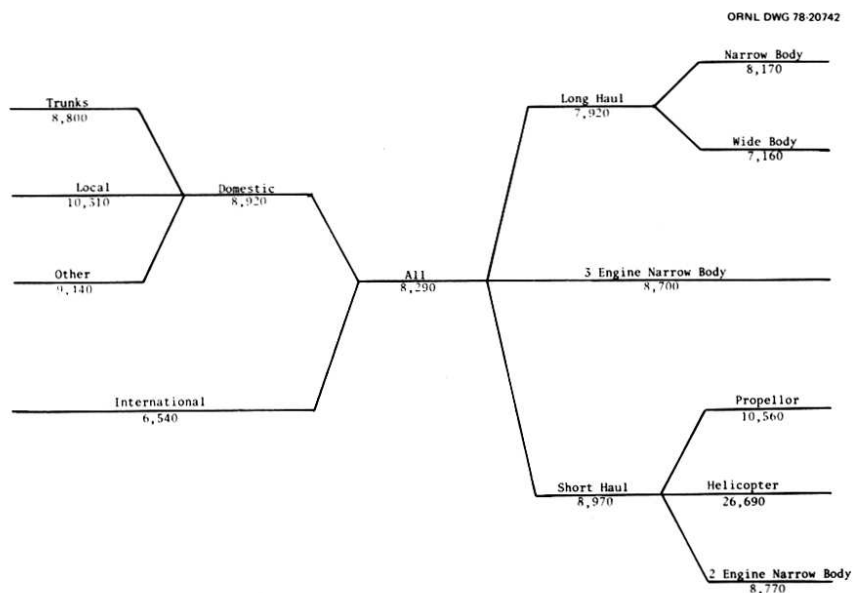 ORNL DWG 78-20742
Narrow Body
8,170
Long Haul
7,920
Trunks
8,800
Wide Body
7,160
Local
10,310
Domestic
8,920
Other
9,140
All
8,290
3 Engine Narrow Body
8,700
International
6,540
Propellor
10,560
Short Haul
8,970
Helicopter
26,690
2 Engine Narrow Body
8,770